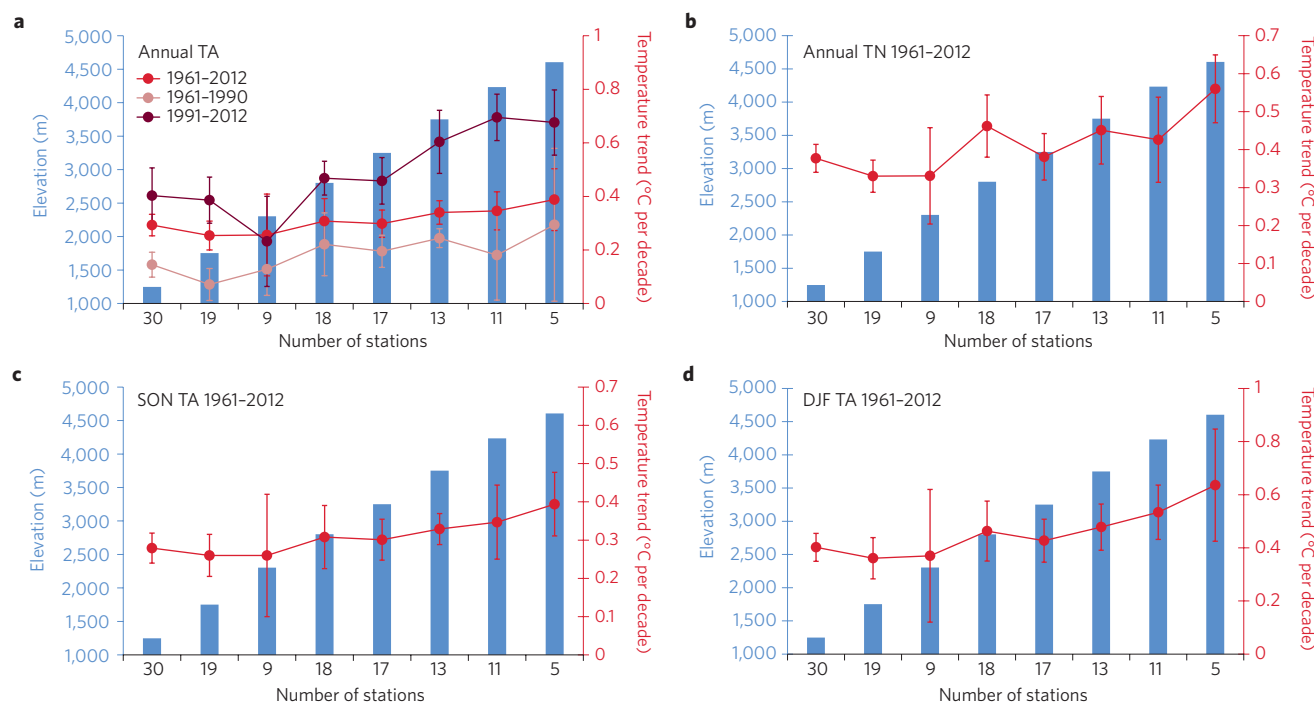 a
Annual TA
1961–2012
1961–1990
1991–2012
Elevation (m)
5,000
4,500
4,000
3,500
3,000
2,500
2,000
1,500
1,000
1
0.8
0.6
0.4
0.2
0
Temperature trend (°C per decade)
30 19 9 18 17 13 11 5
Number of stations
b
Annual TN 1961–2012
Elevation (m)
5,000
4,500
4,000
3,500
3,000
2,500
2,000
1,500
1,000
0.7
0.6
0.5
0.4
0.3
0.2
0.1
0
Temperature trend (°C per decade)
30 19 9 18 17 13 11 5
Number of stations
c
SON TA 1961–2012
Elevation (m)
5,000
4,500
4,000
3,500
3,000
2,500
2,000
1,500
1,000
0.7
0.6
0.5
0.4
0.3
0.2
0.1
0
Temperature trend (°C per decade)
30 19 9 18 17 13 11 5
Number of stations
d
DJF TA 1961–2012
Elevation (m)
5,000
4,500
4,000
3,500
3,000
2,500
2,000
1,500
1,000
1
0.8
0.6
0.4
0.2
0
Temperature trend (°C per decade)
30 19 9 18 17 13 11 5
Number of stations